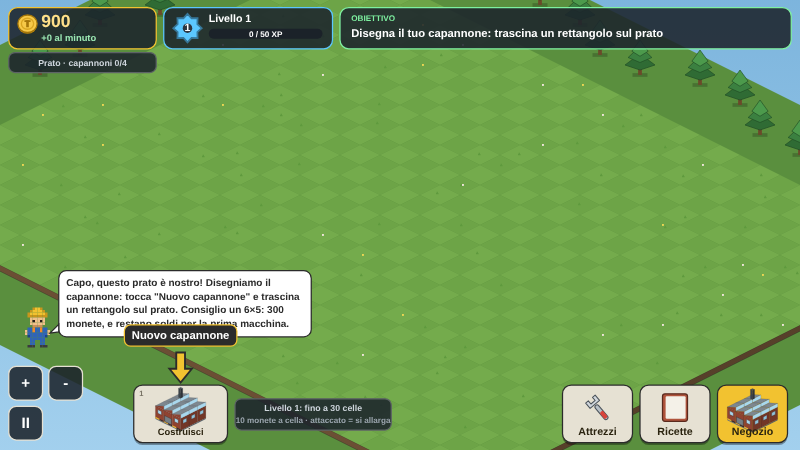 900
+0 al minuto
Prato · capannoni 0/4
1
Livello 1
0 / 50 XP
OBIETTIVO
Disegna il tuo capannone: trascina un rettangolo sul prato
Capo, questo prato è nostro! Disegniamo il
capannone: tocca "Nuovo capannone" e trascina
un rettangolo sul prato. Consiglio un 6×5: 300
monete, e restano soldi per la prima macchina.
Nuovo capannone
+
-
II
1
Costruisci
Livello 1: fino a 30 celle
10 monete a cella · attaccato = si allarga
Attrezzi
Ricette
Negozio